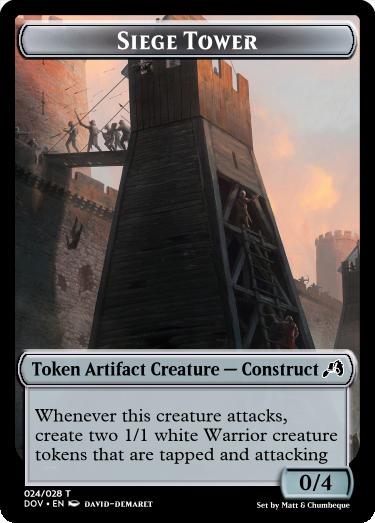 SIEGE TOWER
Token Artifact Creature — Construct
Whenever this creature attacks,
create two 1/1 white Warrior creature
tokens that are tapped and attacking
0/4
024/028 T
DOV • EN DAVID-DEMARET
Set by Matt & Chumbeque